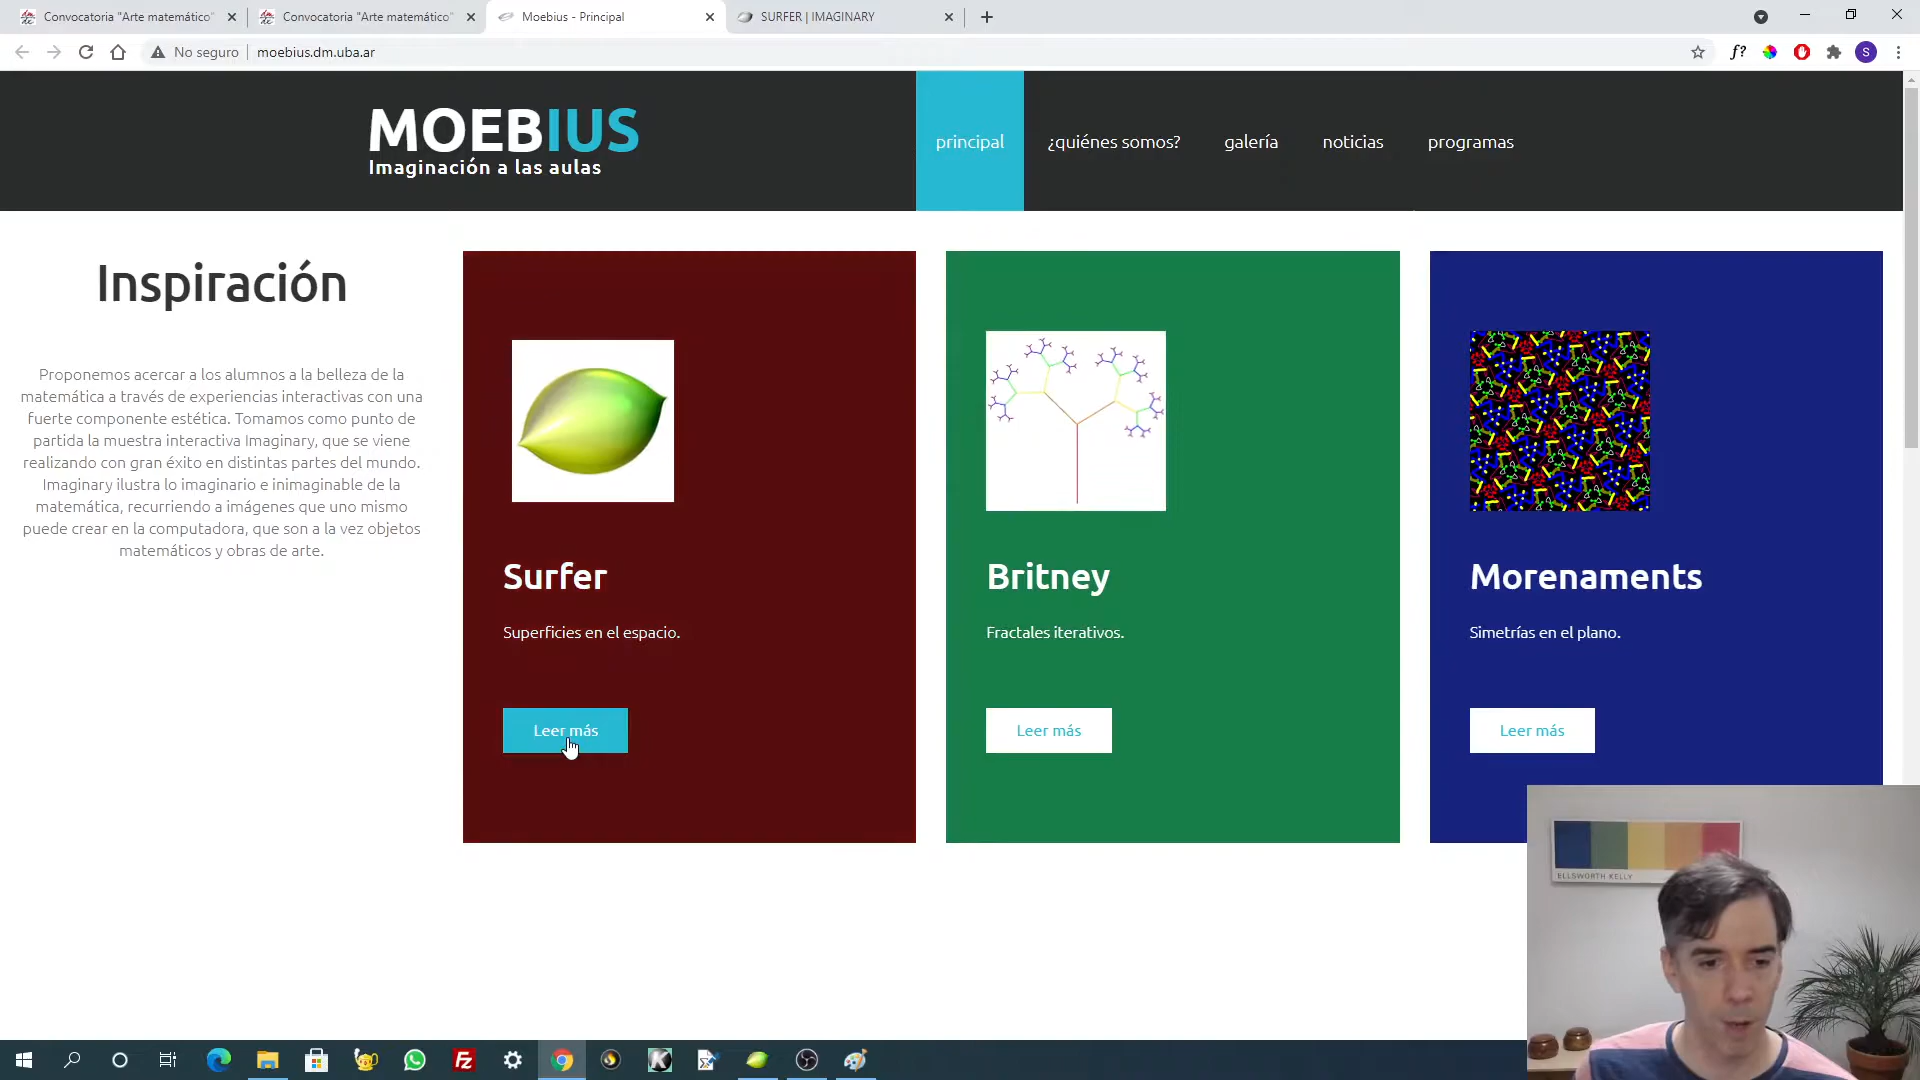 Convocatoria "Arte matemático"
Convocatoria "Arte matemático"
Moebius - Principal
SURFER | IMAGINARY
No seguro
moebius.dm.uba.ar
f?
S
MOEBIUS
Imaginación a las aulas
principal
¿quiénes somos?
galería
noticias
programas
Inspiración
Proponemos acercar a los alumnos a la belleza de la
matemática a través de experiencias interactivas con una
fuerte componente estética. Tomamos como punto de
partida la muestra interactiva Imaginary, que se viene
realizando con gran éxito en distintas partes del mundo.
Imaginary ilustra lo imaginario e inimaginable de la
matemática, recurriendo a imágenes que uno mismo
puede crear en la computadora, que son a la vez objetos
matemáticos y obras de arte.
Surfer
Superficies en el espacio.
Leer más
Britney
Fractales iterativos.
Leer más
Morenaments
Simetrías en el plano.
Leer más
ELLSWORTH KELLY
Fz
K